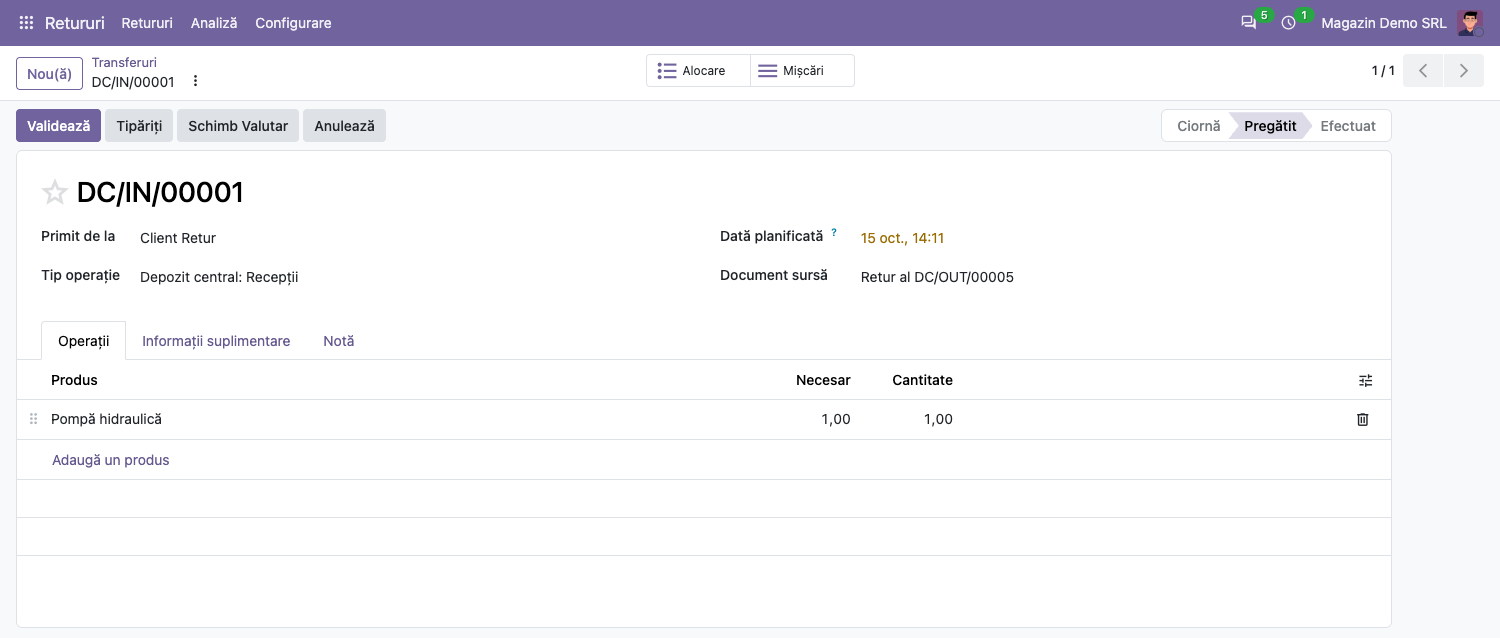 Retururi Retururi Analiză Configurare 5 1 Magazin Demo SRL
Nou(ă) Transferuri Alocare Mișcări 1 / 1
DC/IN/00001
Validează Tipăriți Schimb Valutar Anulează Ciornă Pregătit Efectuat
DC/IN/00001
Primit de la Client Retur Dată planificată ? 15 oct., 14:11
Tip operație Depozit central: Recepții Document sursă Retur al DC/OUT/00005
Operații Informații suplimentare Notă
Produs Necesar Cantitate
Pompă hidraulică 1,00 1,00
Adaugă un produs